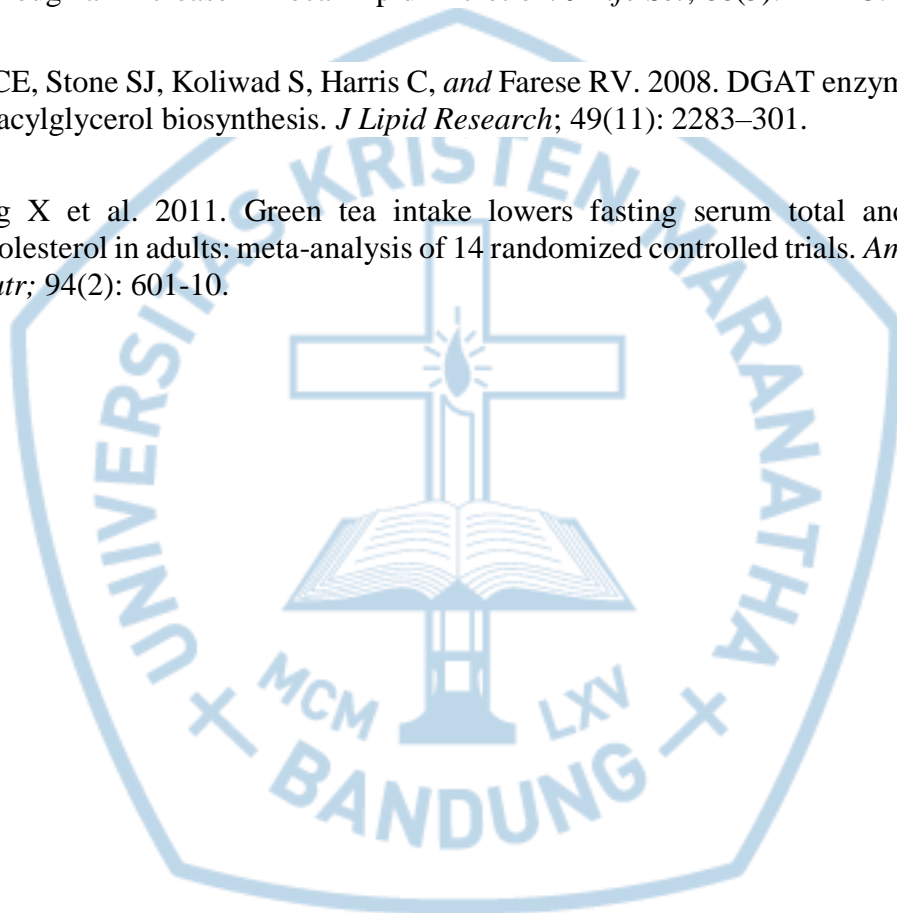 CE, Stone SJ, Koliwad S, Harris C, and Farese RV. 2008. DGAT enzym
acylglycerol biosynthesis. J Lipid Research; 49(11): 2283–301.
g X et al. 2011. Green tea intake lowers fasting serum total and
olesterol in adults: meta-analysis of 14 randomized controlled trials. Am
utr; 94(2): 601-10.
UNIVERSITAS KRISTEN MARANATHA
MCM LXV
BANDUNG